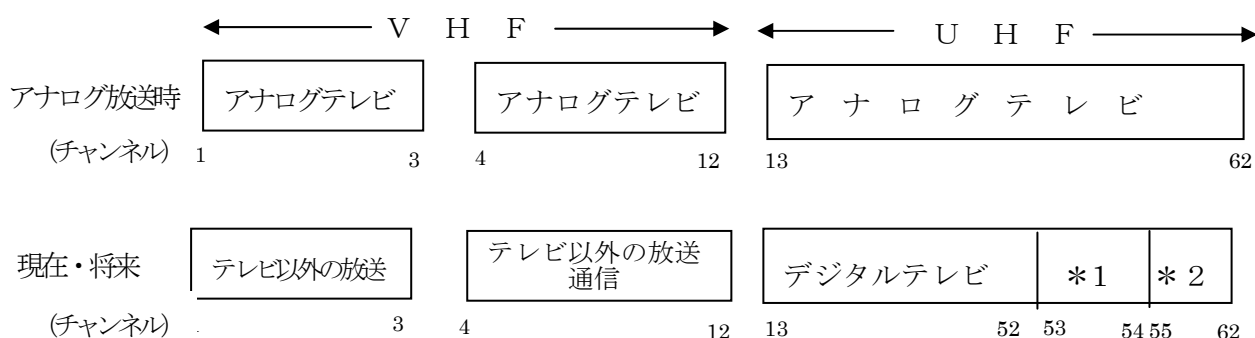 V H F U H F
アナログ放送時 アナログテレビ アナログテレビ アナログテレビ
(チャンネル) 1 3 4 12 13 62
現在・将来 テレビ以外の放送 テレビ以外の放送 デジタルテレビ *1 *2
通信
(チャンネル) 3 4 12 13 52 53 54 55 62